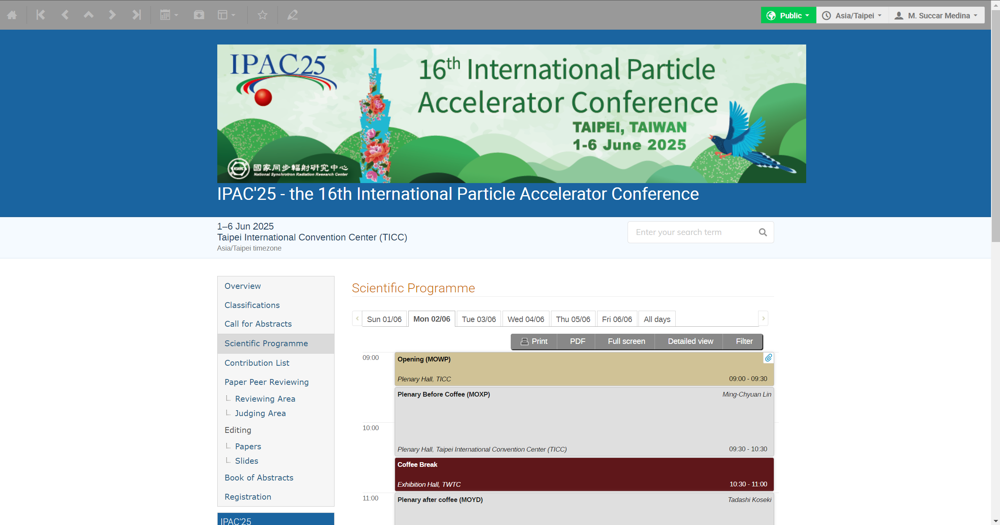 Public
Asia/Taipei
M. Succar Medina
IPAC25
16th International Particle
Accelerator Conference
TAIPEI, TAIWAN
1-6 June 2025
NSRRC
國家同步輻射研究中心
National Synchrotron Radiation Research Center
IPAC'25 - the 16th International Particle Accelerator Conference
1–6 Jun 2025
Taipei International Convention Center (TICC)
Asia/Taipei timezone
Enter your search term
Overview
Classifications
Call for Abstracts
Scientific Programme
Contribution List
Paper Peer Reviewing
Reviewing Area
Judging Area
Editing
Papers
Slides
Book of Abstracts
Registration
IPAC'25
Scientific Programme
Sun 01/06
Mon 02/06
Tue 03/06
Wed 04/06
Thu 05/06
Fri 06/06
All days
Print
PDF
Full screen
Detailed view
Filter
09:00
Opening (MOWP)
Plenary Hall, TICC
09:00 - 09:30
Plenary Before Coffee (MOXP)
Ming-Chyuan Lin
10:00
Plenary Hall, Taipei International Convention Center (TICC)
09:30 - 10:30
Coffee Break
Exhibition Hall, TWTC
10:30 - 11:00
11:00
Plenary after coffee (MOYD)
Tadashi Koseki